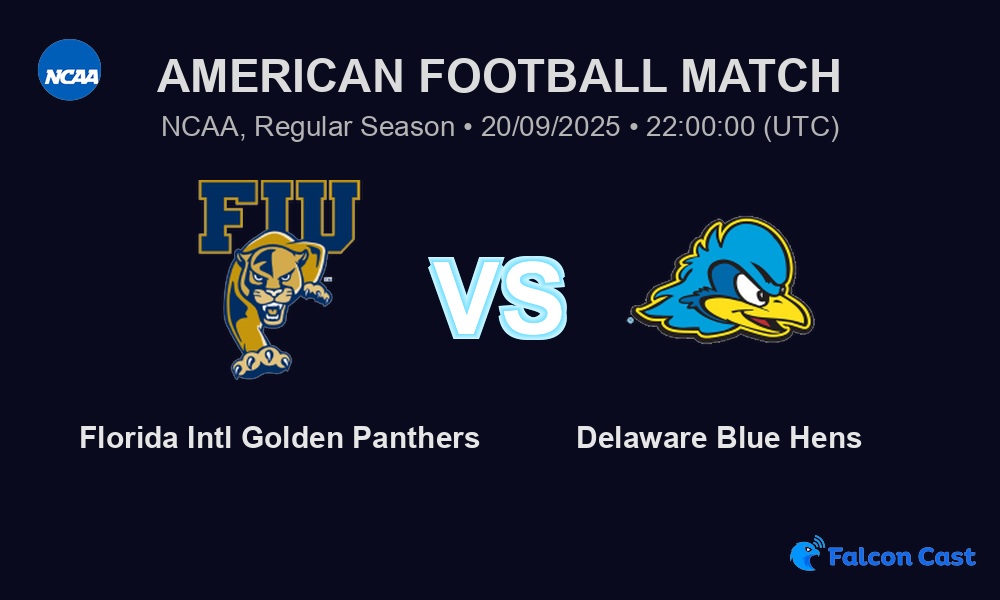 NCAA
AMERICAN FOOTBALL MATCH
NCAA, Regular Season • 20/09/2025 • 22:00:00 (UTC)
FIU
VS
Florida Intl Golden Panthers
Delaware Blue Hens
Falcon Cast